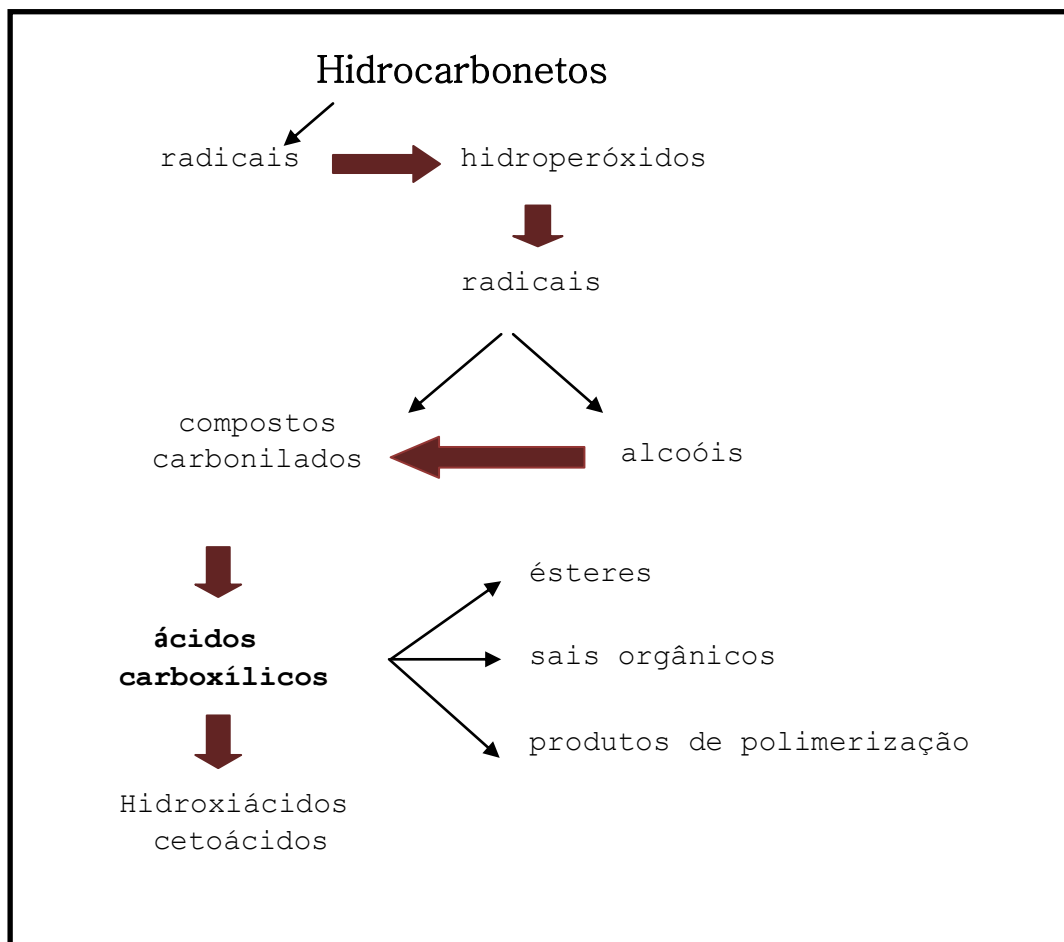 Hidrocarbonetos
radicais
hidroperóxidos
radicais
compostos
carbonilados
alcoóis
ésteres
ácidos
carboxílicos
sais orgânicos
produtos de polimerização
Hidroxiácidos
cetoácidos